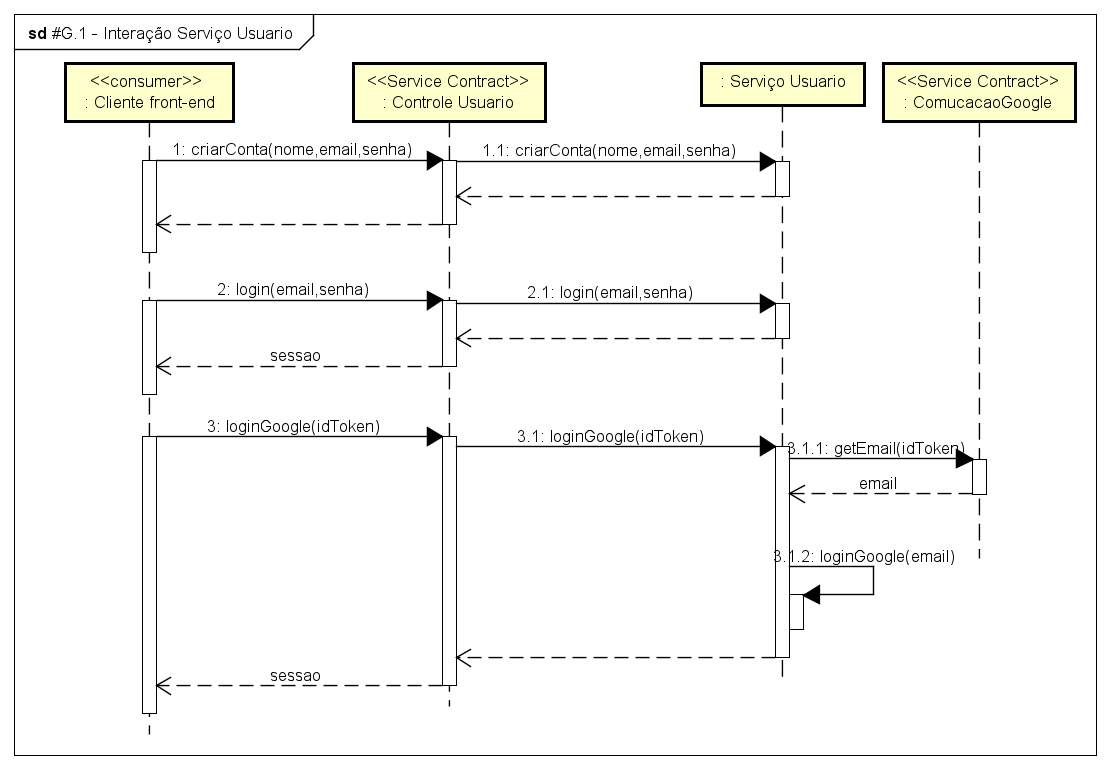 sd #G.1 - Interação Serviço Usuario
<<consumer>>
: Cliente front-end
<<Service Contract>>
: Controle Usuario
: Serviço Usuario
<<Service Contract>>
: ComucacaoGoogle
1: criarConta(nome,email,senha)
1.1: criarConta(nome,email,senha)
2: login(email,senha)
2.1: login(email,senha)
sessao
3: loginGoogle(idToken)
3.1: loginGoogle(idToken)
3.1.1: getEmail(idToken)
email
3.1.2: loginGoogle(email)
sessao